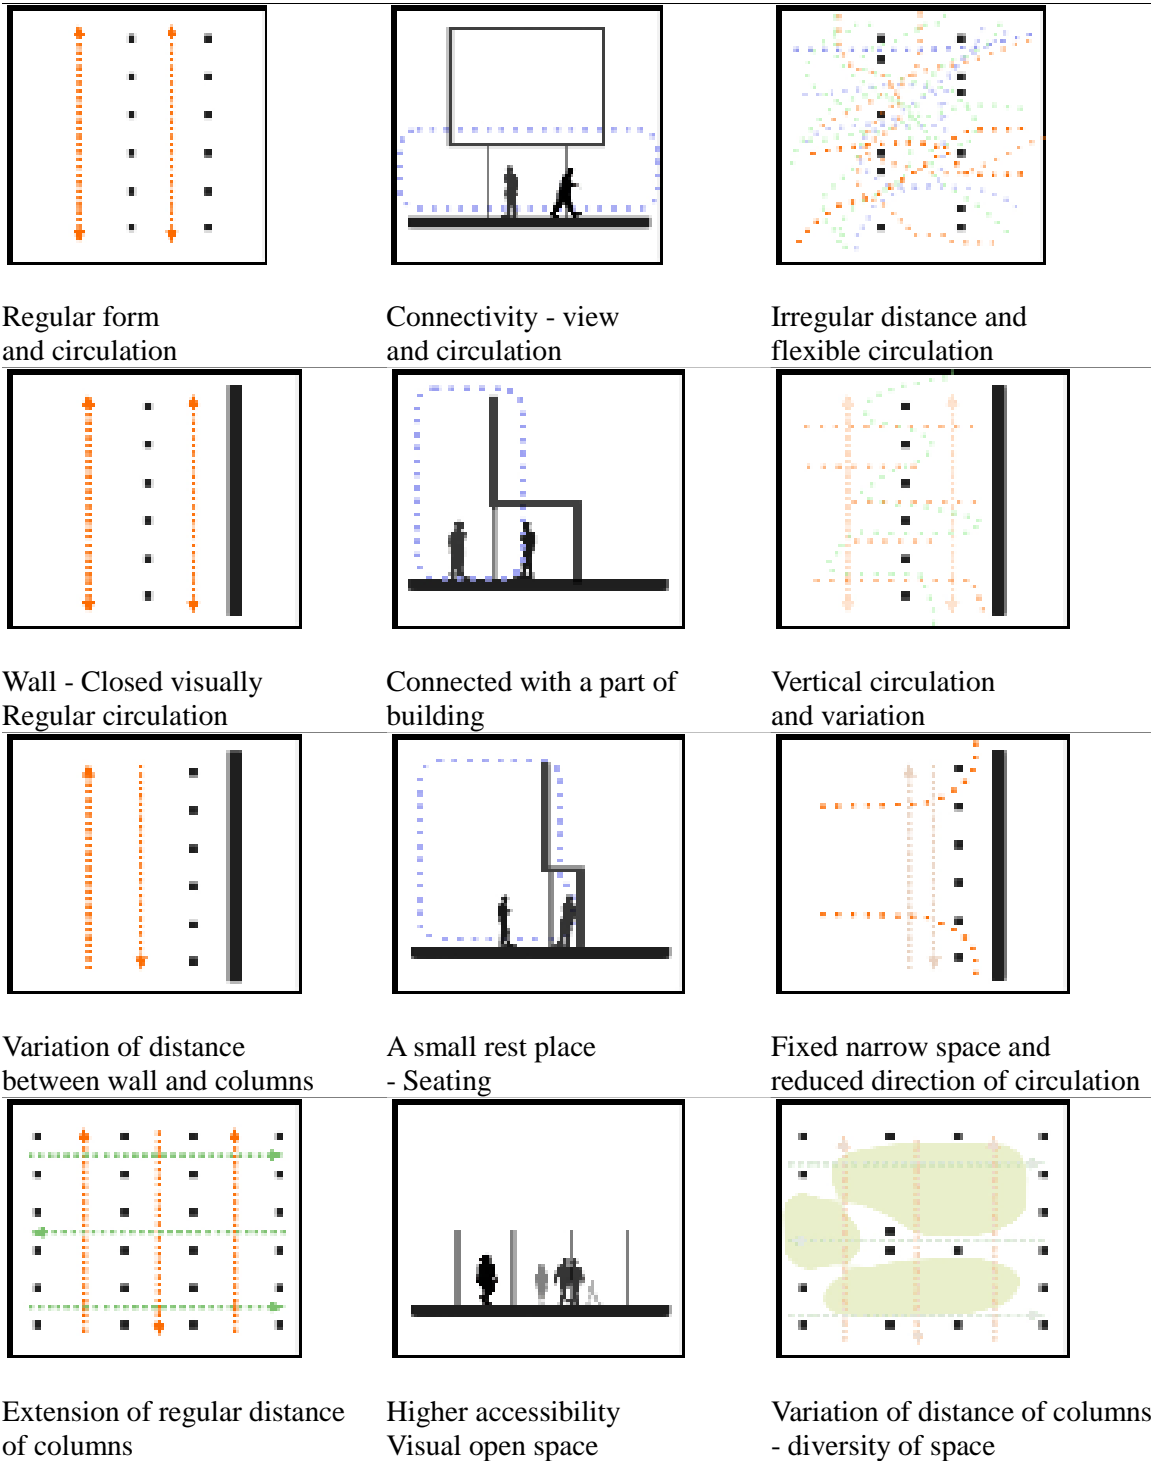 Regular form
and circulation
Connectivity - view
and circulation
Irregular distance and
flexible circulation
Wall - Closed visually
Regular circulation
Connected with a part of
building
Vertical circulation
and variation
Variation of distance
between wall and columns
A small rest place
- Seating
Fixed narrow space and
reduced direction of circulation
Extension of regular distance
of columns
Higher accessibility
Visual open space
Variation of distance of columns
- diversity of space